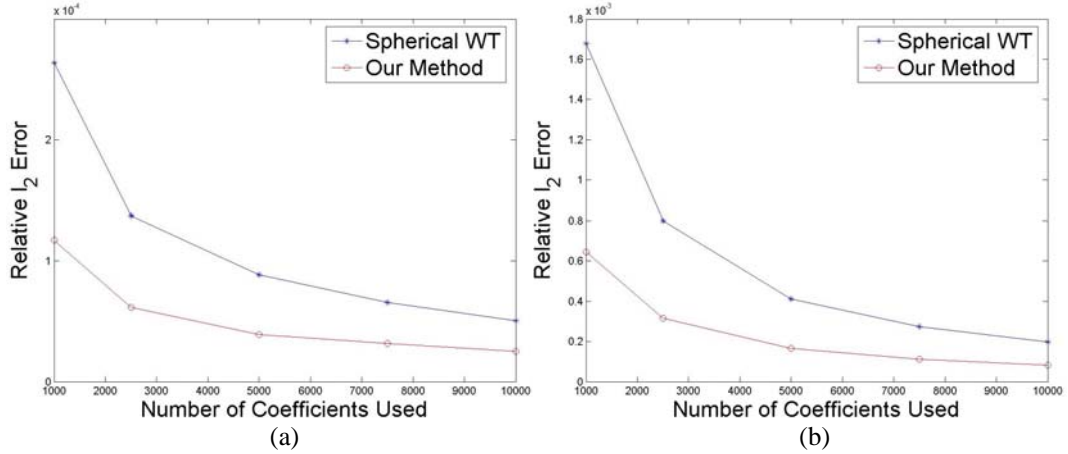 x 10^-4
Spherical WT
Our Method
2
1
0
Relative l_2 Error
1000 2000 3000 4000 5000 6000 7000 8000 9000 10000
Number of Coefficients Used
(a)
x 10^-3
1.8
1.6
1.4
1.2
1
0.8
0.6
0.4
0.2
0
Spherical WT
Our Method
Relative l_2 Error
1000 2000 3000 4000 5000 6000 7000 8000 9000 10000
Number of Coefficients Used
(b)